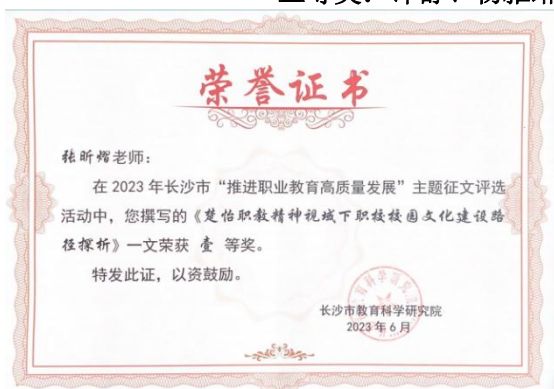 荣誉证书
张昕熠老师：
在 2023 年长沙市“推进职业教育高质量发展”主题征文评选
活动中，您撰写的《楚怡职教精神视域下职校校园文化建设路
径探析》一文荣获 壹 等奖。
特发此证，以资鼓励。
长沙市教育科学研究院
2023 年 6 月